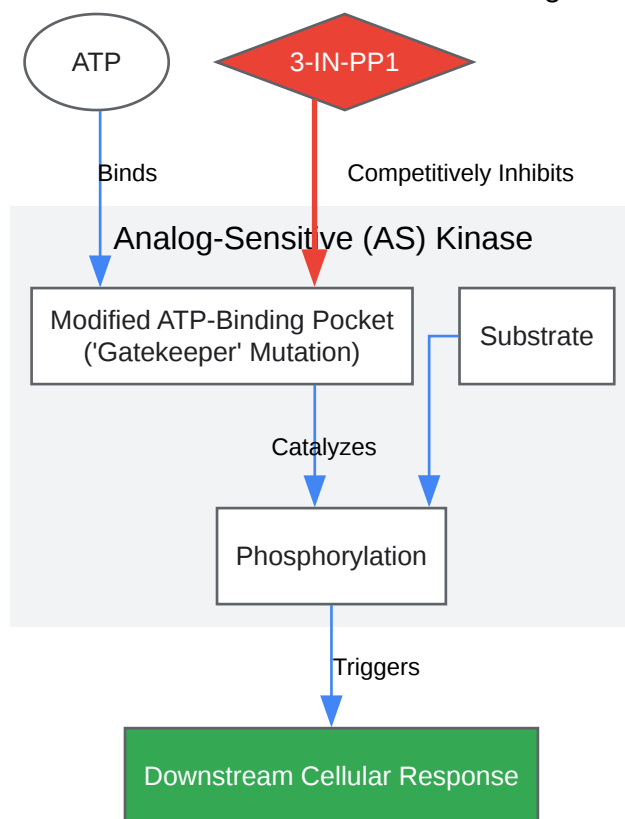 ATP
3-IN-PP1
Binds
Competitively Inhibits
Analog-Sensitive (AS) Kinase
Modified ATP-Binding Pocket
('Gatekeeper' Mutation)
Substrate
Catalyzes
Phosphorylation
Triggers
Downstream Cellular Response